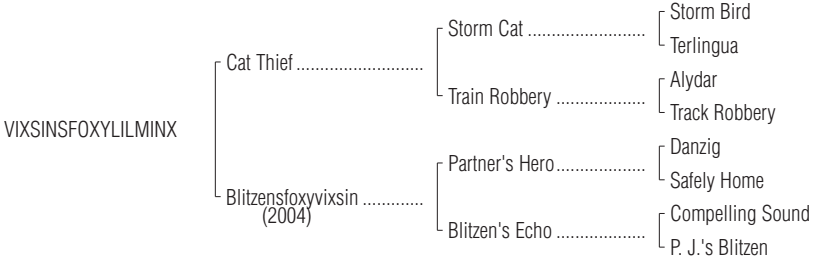 Storm Bird
Storm Cat ........................
Terlingua
Cat Thief ..........................
Alydar
Train Robbery ...................
Track Robbery
VIXSINSFOXYLILMINX
Danzig
Partner's Hero...................
Safely Home
Blitzensfoxyvixsin .............
(2004)
Compelling Sound
Blitzen's Echo ...................
P. J.'s Blitzen